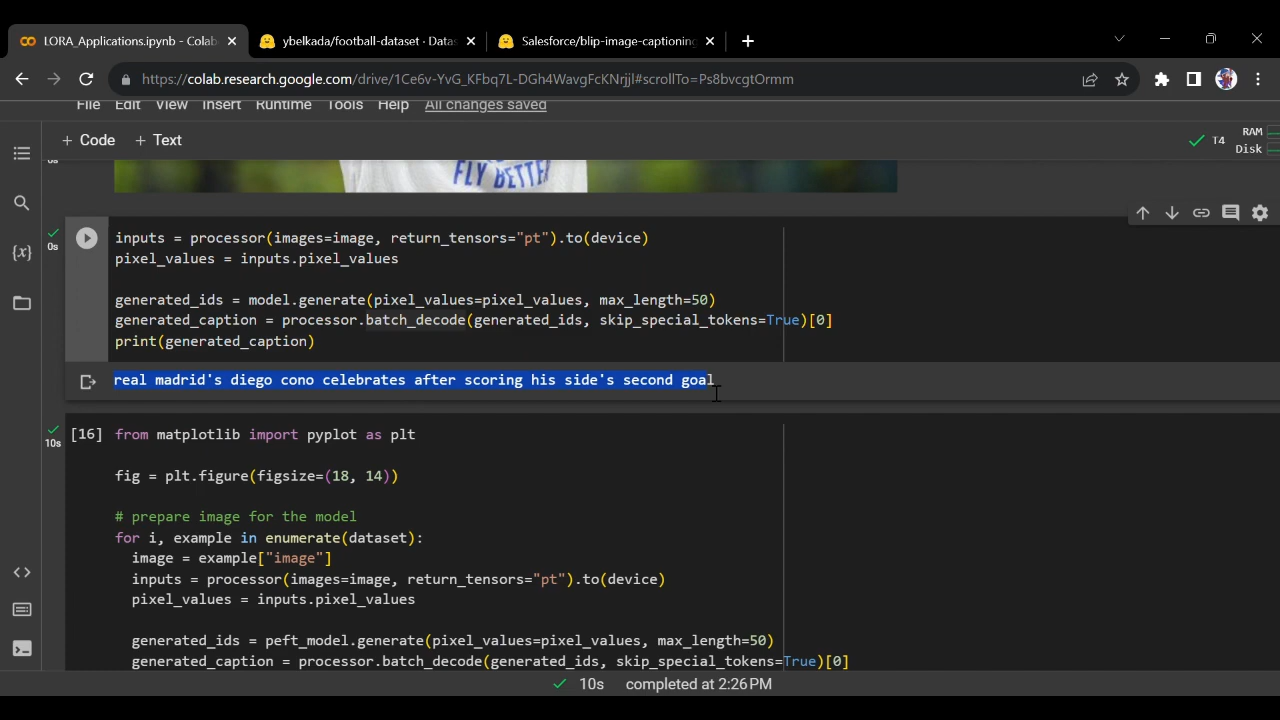 LORA_Applications.ipynb - Colab
ybelkada/football-dataset · Datas
Salesforce/blip-image-captioning
https://colab.research.google.com/drive/1Ce6v-YvG_KFbq7L-DGh4WavgFcKNrjjl#scrollTo=Ps8bvcgtOrmm
File Edit View Insert Runtime Tools Help All changes saved
+ Code + Text
T4 RAM
Disk
0s
FLY BETTER
0s
inputs = processor(images=image, return_tensors="pt").to(device)
pixel_values = inputs.pixel_values
generated_ids = model.generate(pixel_values=pixel_values, max_length=50)
generated_caption = processor.batch_decode(generated_ids, skip_special_tokens=True)[0]
print(generated_caption)
real madrid's diego cono celebrates after scoring his side's second goal
10s
[16] from matplotlib import pyplot as plt
fig = plt.figure(figsize=(18, 14))
# prepare image for the model
for i, example in enumerate(dataset):
image = example["image"]
inputs = processor(images=image, return_tensors="pt").to(device)
pixel_values = inputs.pixel_values
generated_ids = peft_model.generate(pixel_values=pixel_values, max_length=50)
generated_caption = processor.batch_decode(generated_ids, skip_special_tokens=True)[0]
10s completed at 2:26 PM